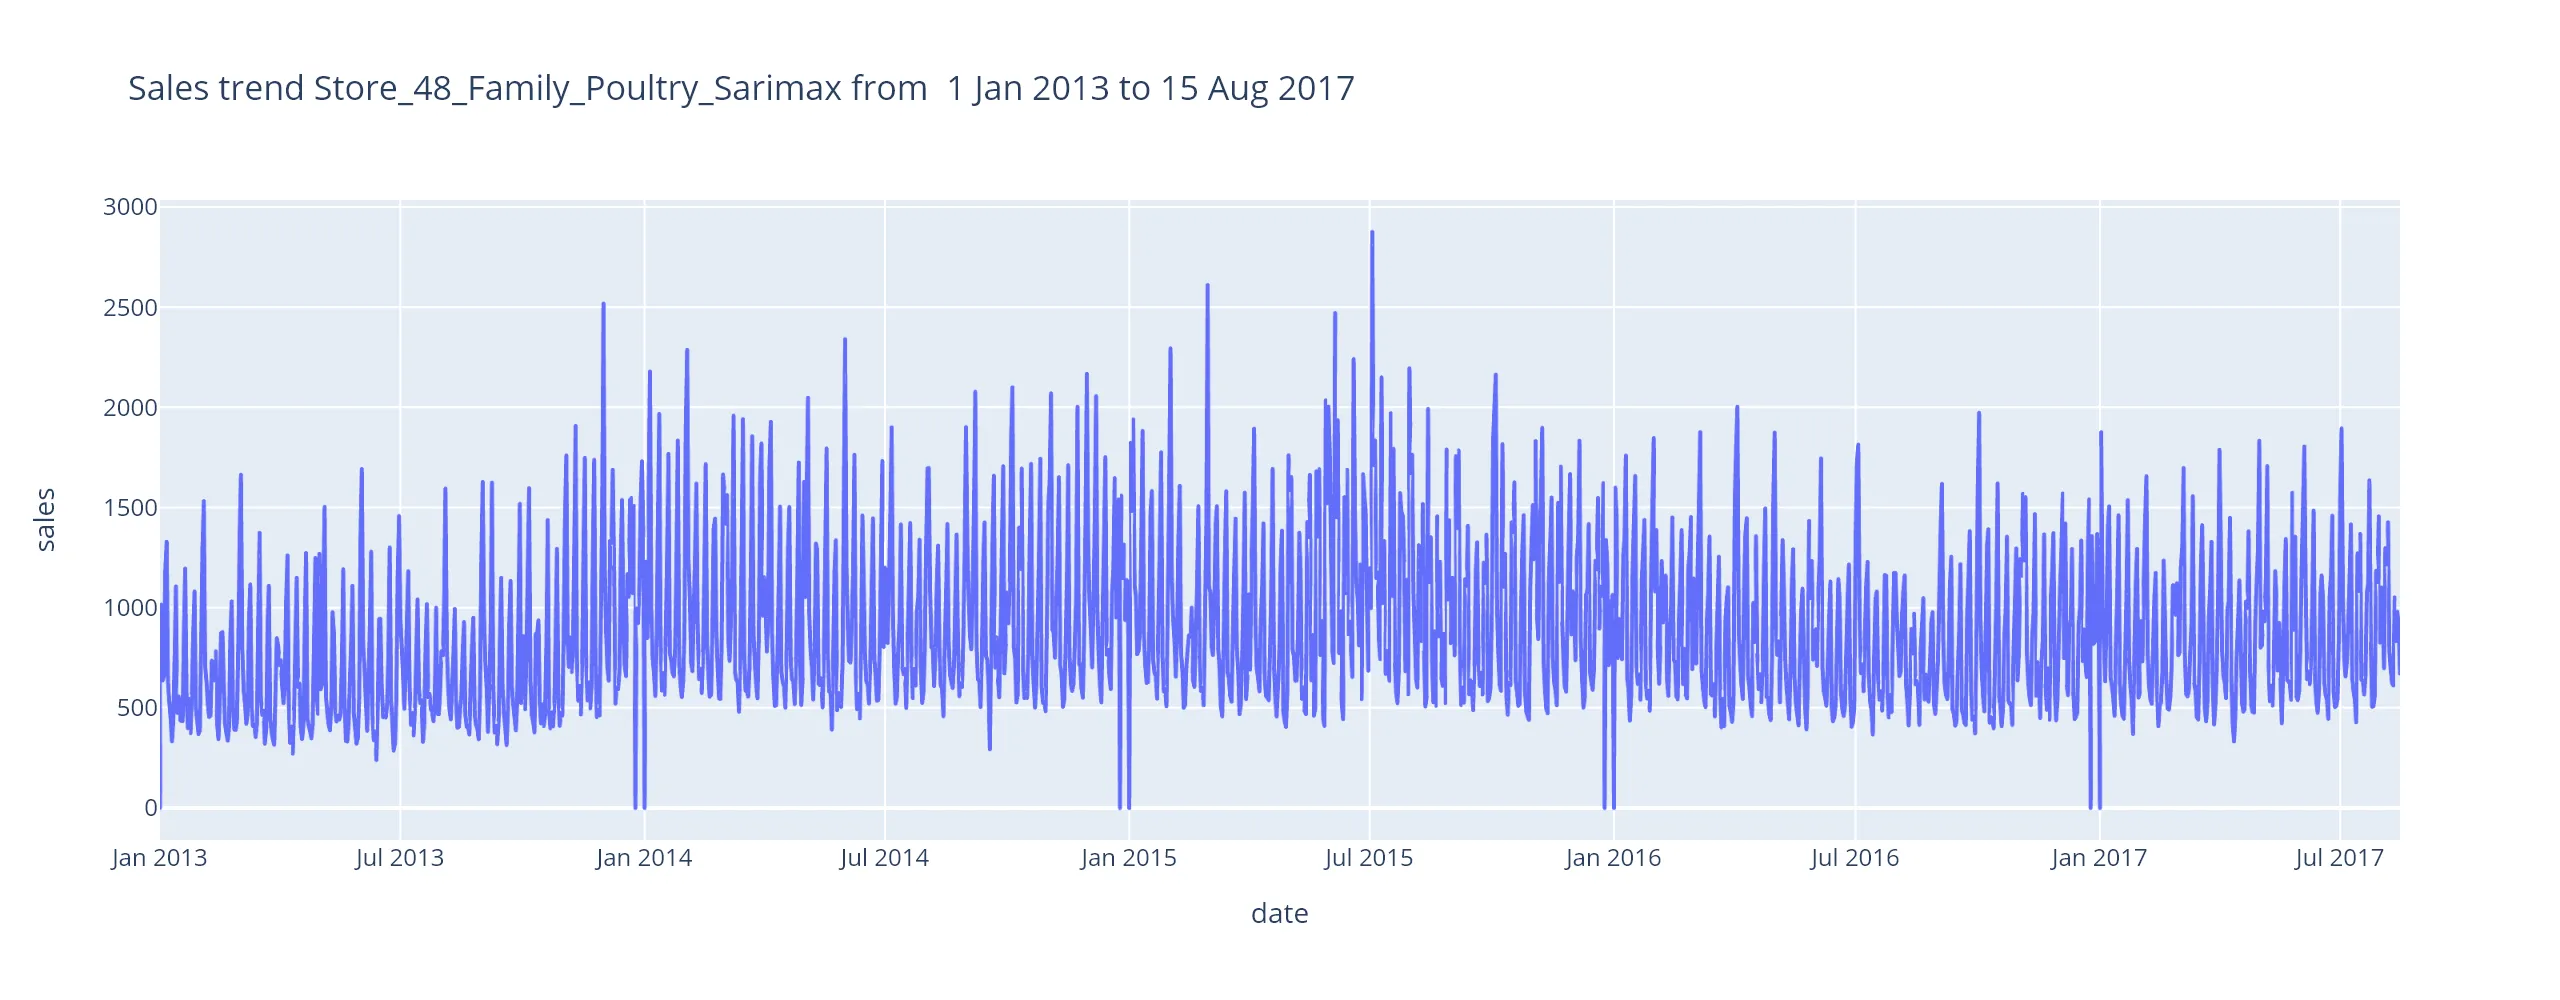 Sales trend Store_48_Family_Poultry_Sarimax from  1 Jan 2013 to 15 Aug 2017
3000
2500
2000
1500
1000
500
0
sales
Jan 2013 Jul 2013 Jan 2014 Jul 2014 Jan 2015 Jul 2015 Jan 2016 Jul 2016 Jan 2017 Jul 2017
date